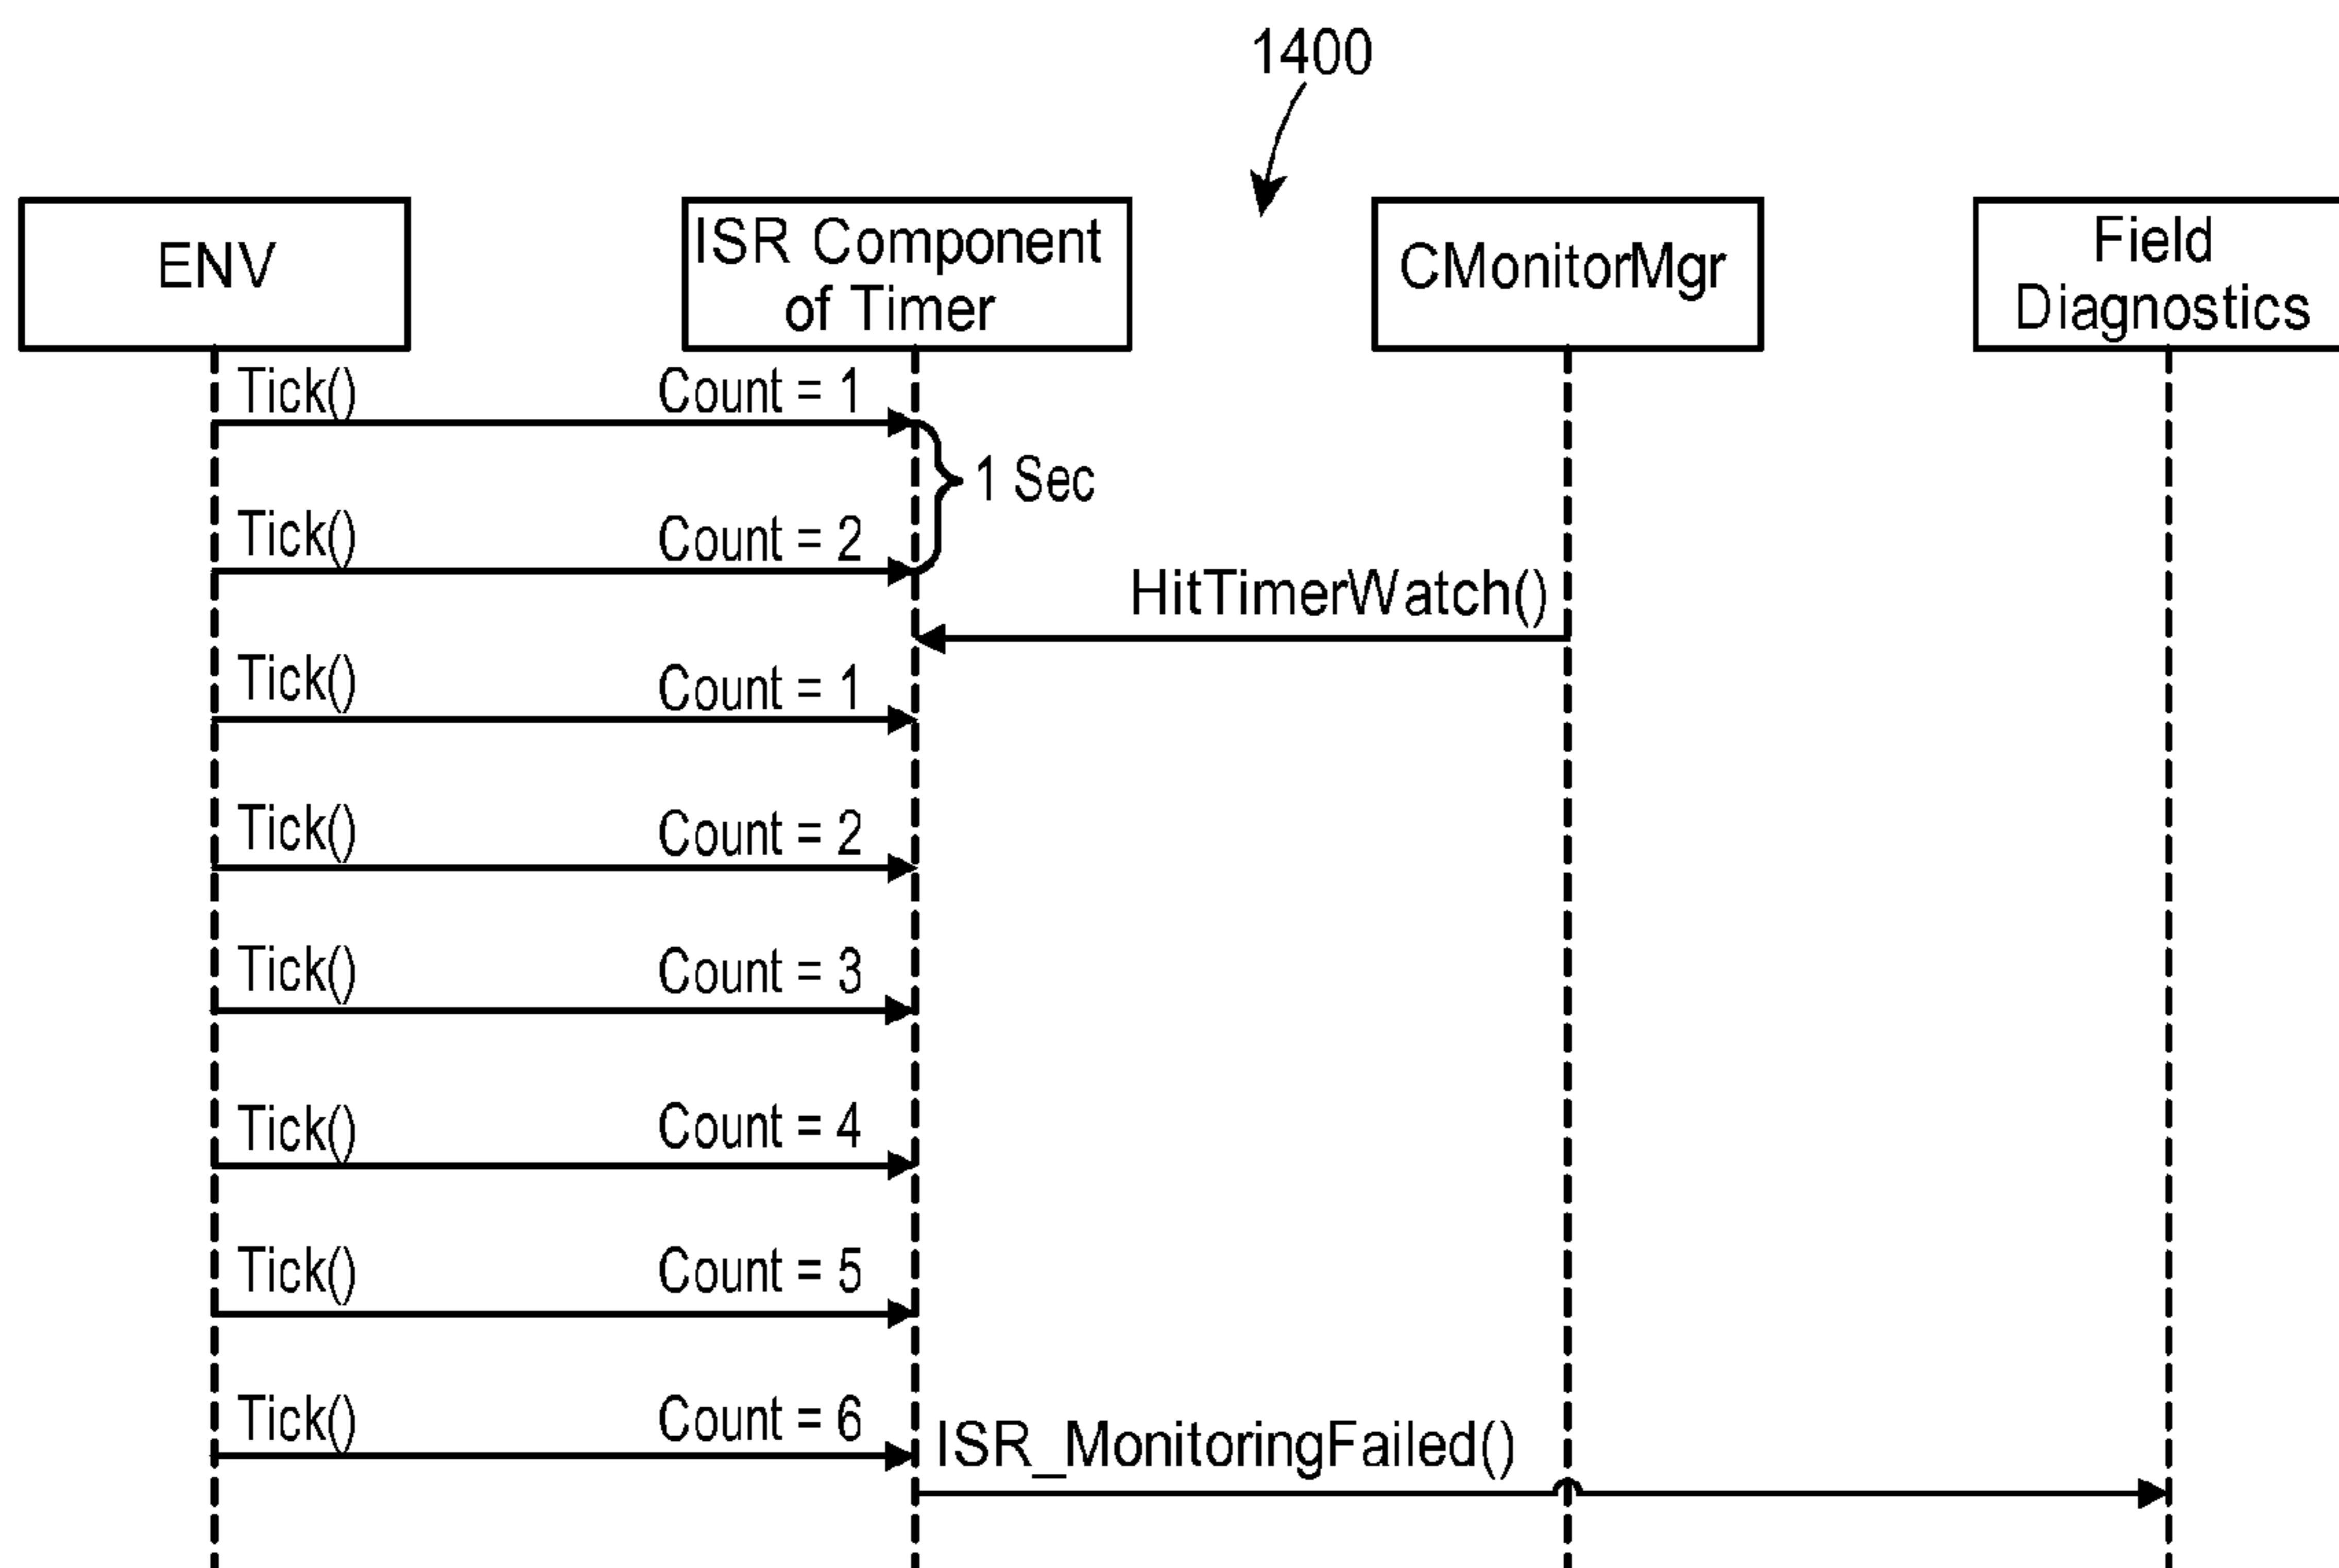 1400
ENV
ISR Component
of Timer
CMonitorMgr
Field
Diagnostics
Tick()
Count = 1
1 Sec
Tick()
Count = 2
HitTimerWatch()
Tick()
Count = 1
Tick()
Count = 2
Tick()
Count = 3
Tick()
Count = 4
Tick()
Count = 5
Tick()
Count = 6
ISR_MonitoringFailed()